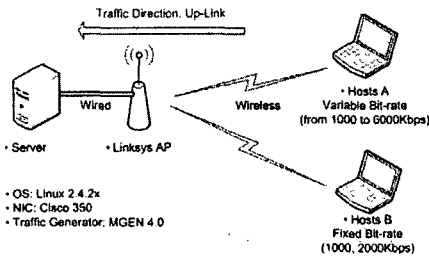 Traffic Direction. Up-Link
Wired
Wireless
• Server
• Linksys AP
• Hosts A
Variable Bit-rate
(from 1000 to 6000Kbps)
• OS: Linux 2.4.2x
• NIC: Cisco 350
• Traffic Generator: MGEN 4.0
• Hosts B
Fixed Bit-rate
(1000, 2000Kbps)